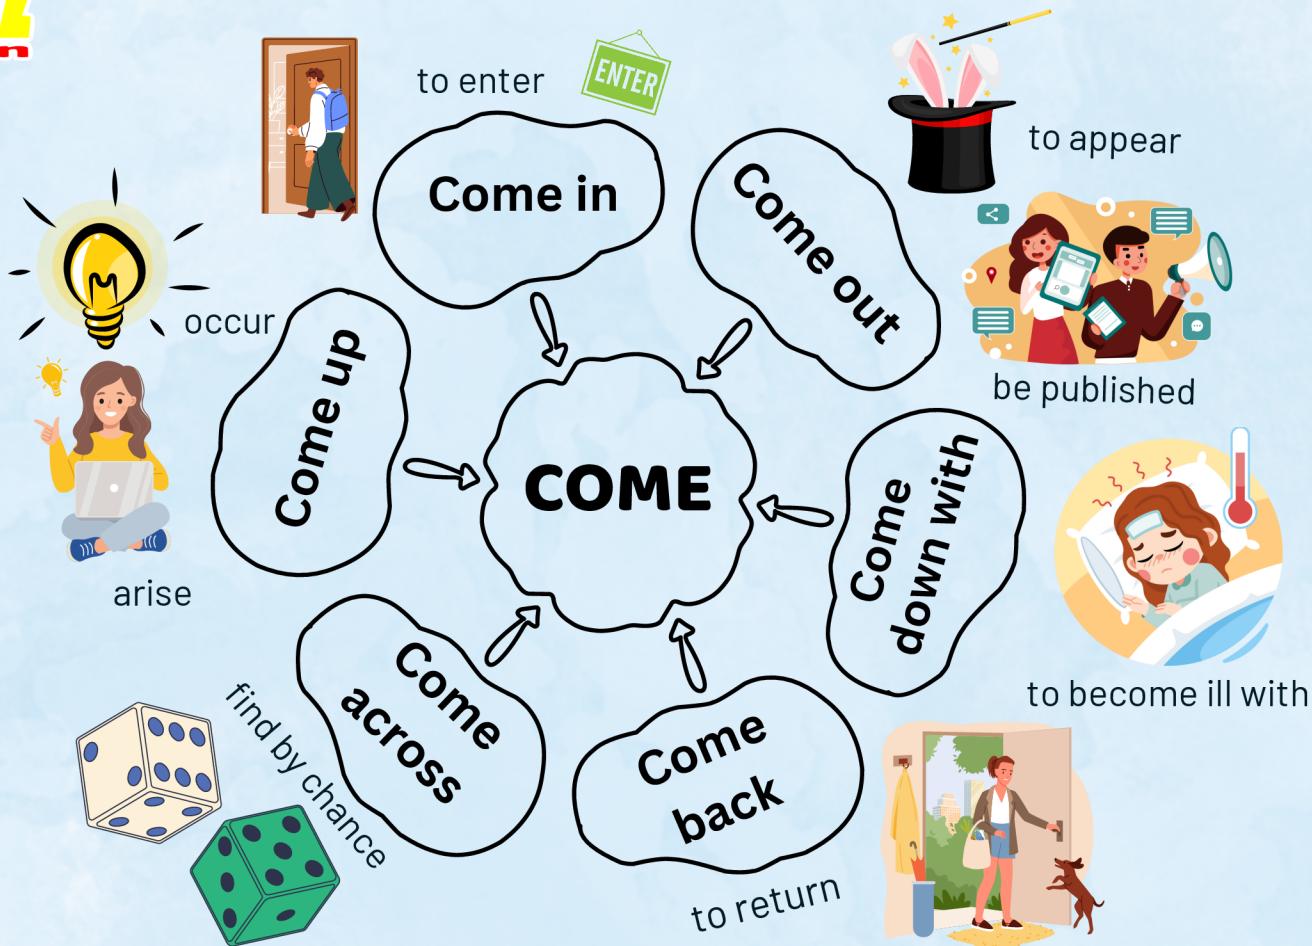 to enter
ENTER
Come in
to appear
Come out
be published
occur
Come up
arise
COME
Come
down with
to become ill with
Come
across
find by chance
Come
back
to return